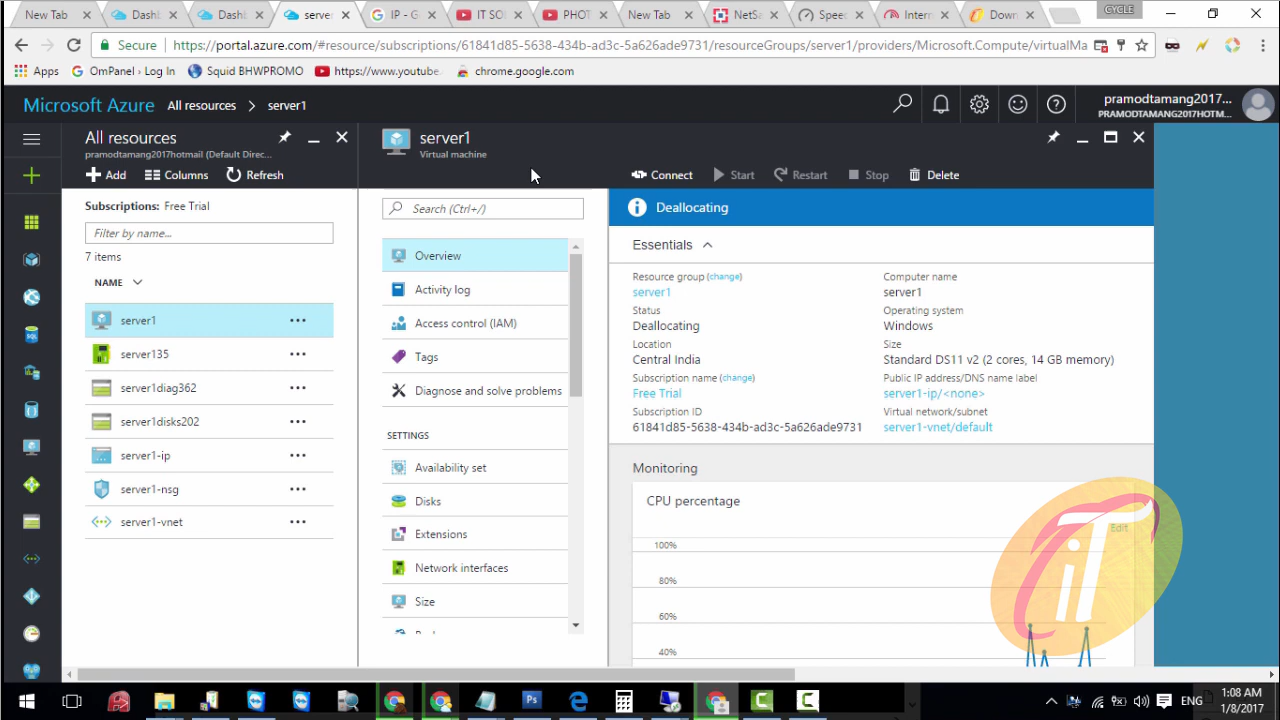 New Tab
Dashb
Dashb
server
IP - G
IT SOL
PHOT
New Tab
NetSa
Speed
Intern
Down
CYCLE
Secure
https://portal.azure.com/#resource/subscriptions/61841d85-5638-434b-ad3c-5a626ade9731/resourceGroups/server1/providers/Microsoft.Compute/virtualMa
Apps
OmPanel › Log In
Squid BHWPROMO
https://www.youtube.
chrome.google.com
Microsoft Azure
All resources > server1
pramodtamang2017...
PRAMODTAMANG2017HOTM...
All resources
pramodtamang2017hotmail (Default Direc...
server1
Virtual machine
Add
Columns
Refresh
Connect
Start
Restart
Stop
Delete
Subscriptions: Free Trial
Filter by name...
7 items
NAME
server1
server135
server1diag362
server1disks202
server1-ip
server1-nsg
server1-vnet
Search (Ctrl+/)
Overview
Activity log
Access control (IAM)
Tags
Diagnose and solve problems
SETTINGS
Availability set
Disks
Extensions
Network interfaces
Size
Deallocating
Essentials
Resource group (change)
server1
Status
Deallocating
Location
Central India
Subscription name (change)
Free Trial
Subscription ID
61841d85-5638-434b-ad3c-5a626ade9731
Computer name
server1
Operating system
Windows
Size
Standard DS11 v2 (2 cores, 14 GB memory)
Public IP address/DNS name label
server1-ip/<none>
Virtual network/subnet
server1-vnet/default
Monitoring
CPU percentage
Edit
100%
80%
60%
40%
iT
ENG
1:08 AM
1/8/2017